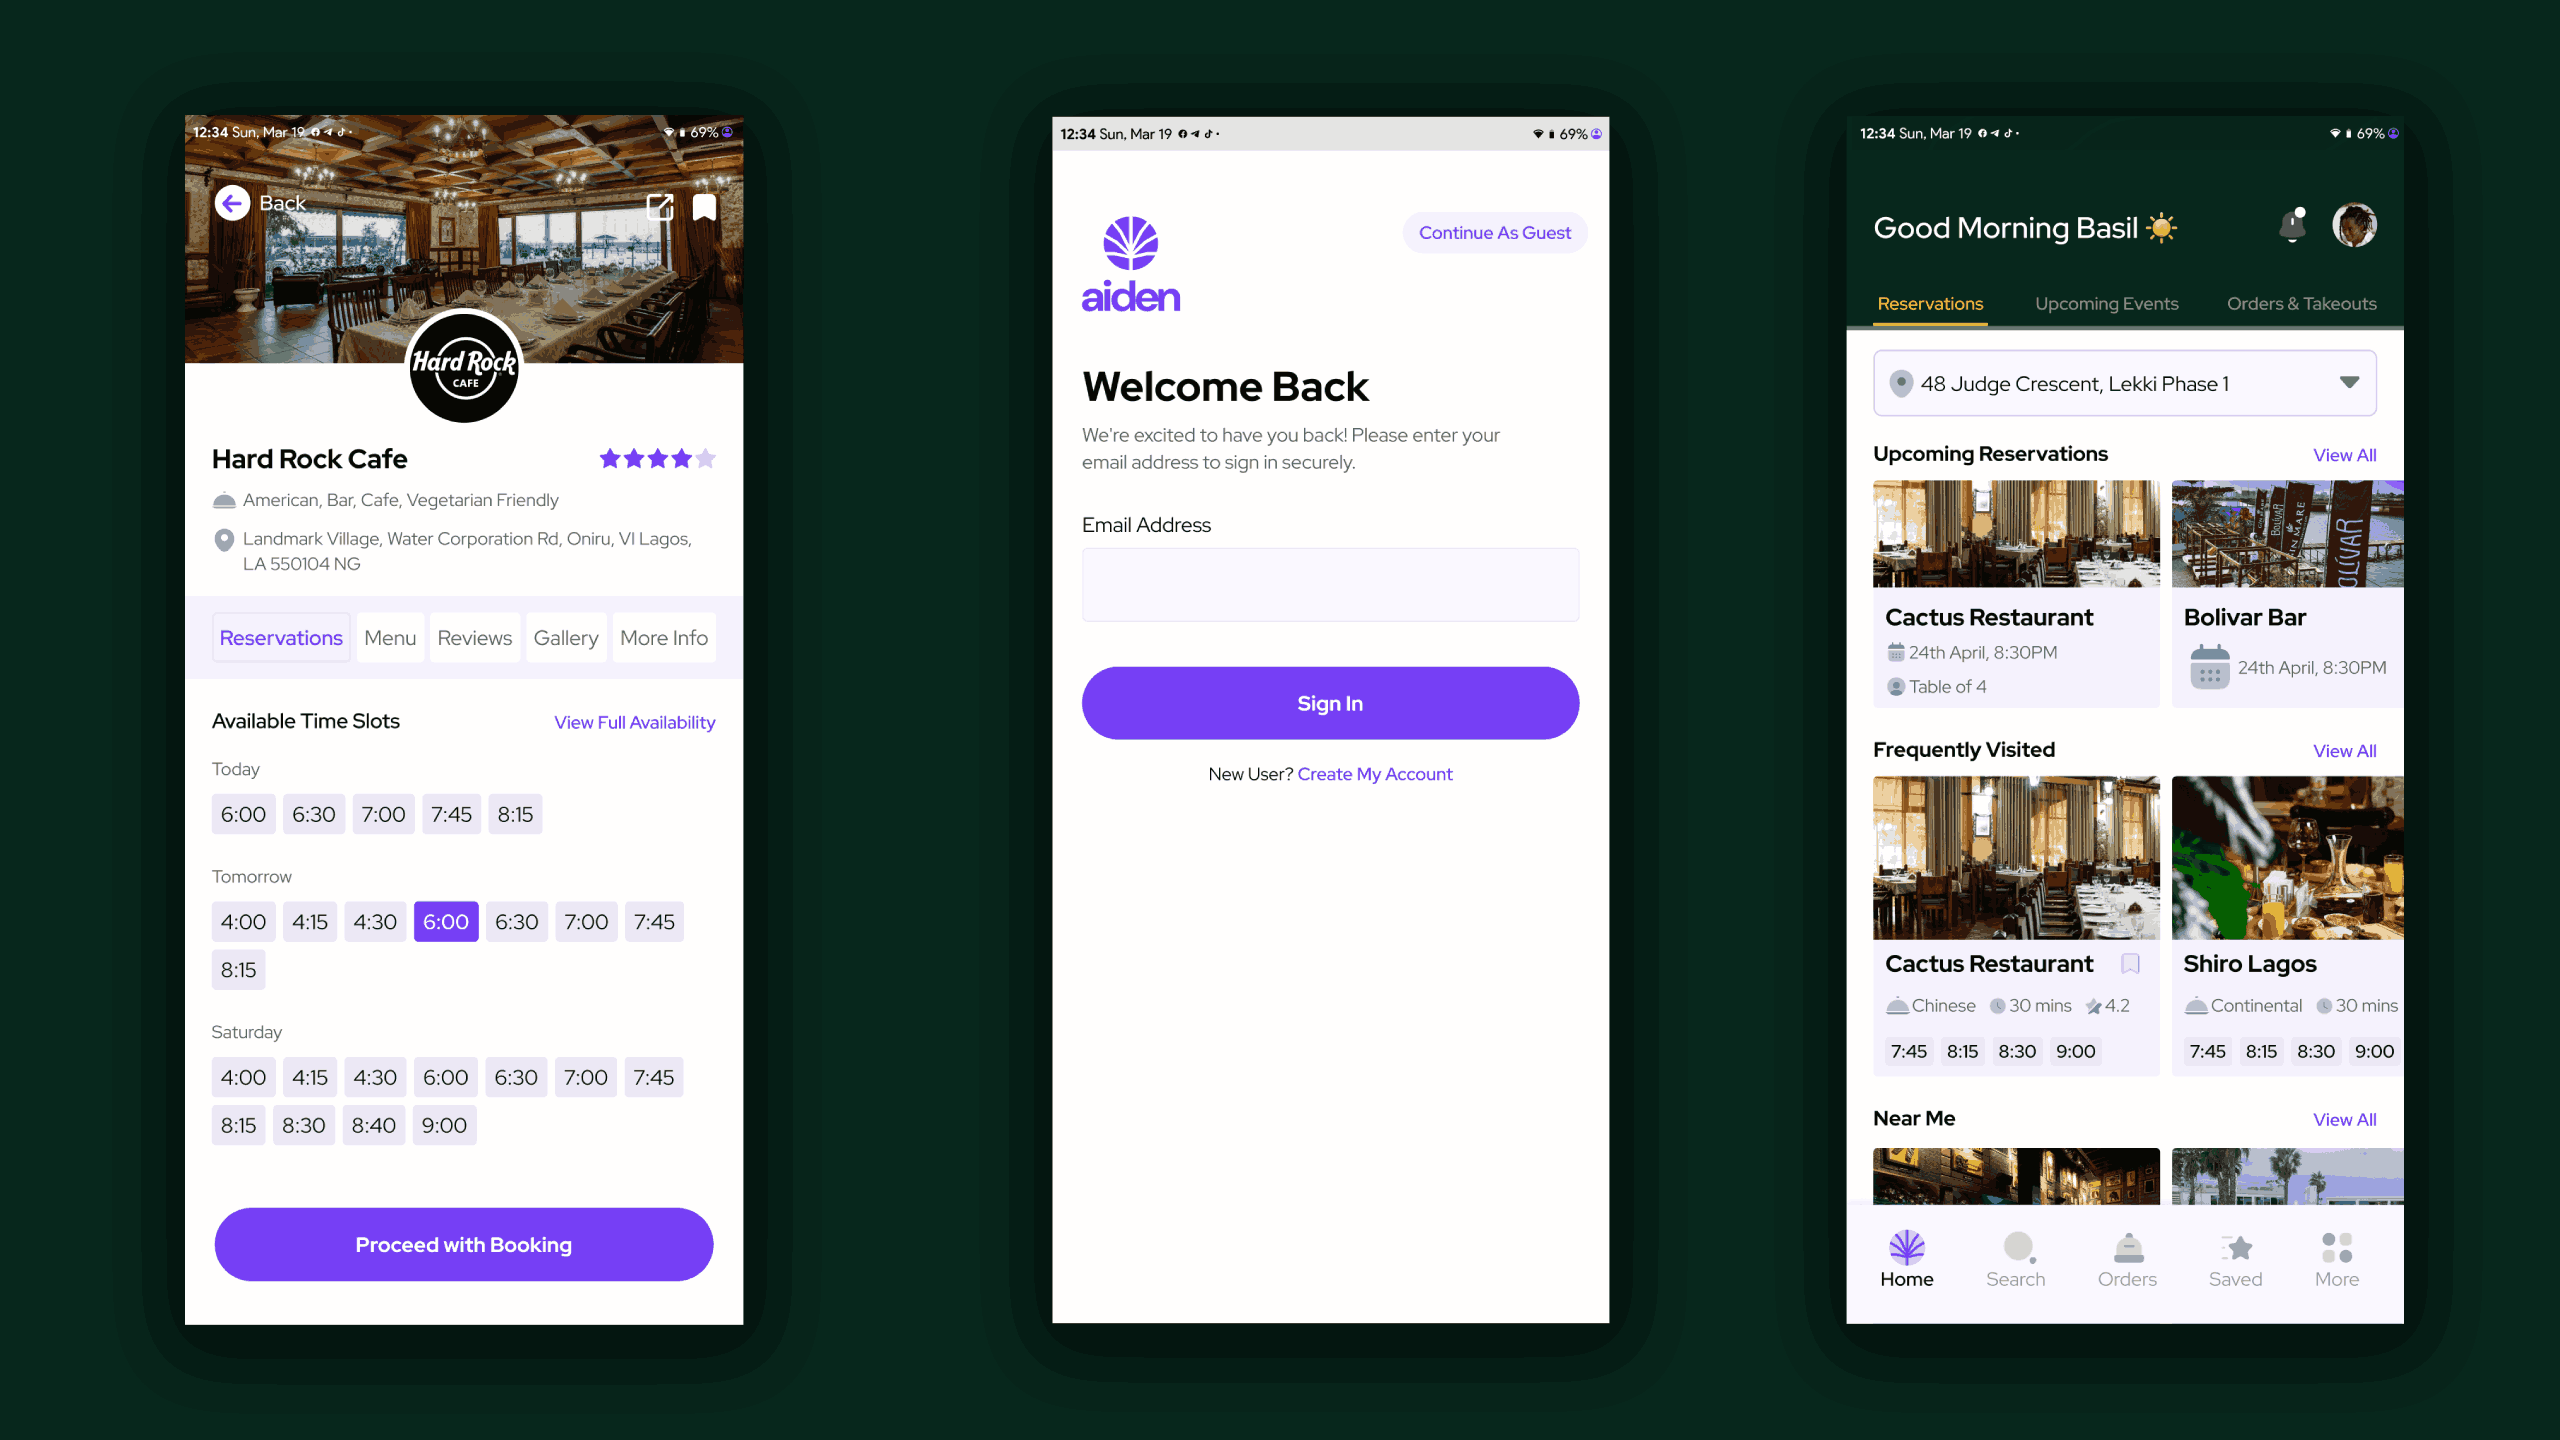 12:34 Sun, Mar 19
69%
Back
Hard Rock
CAFE
Hard Rock Cafe
American, Bar, Cafe, Vegetarian Friendly
Landmark Village, Water Corporation Rd, Oniru, VI Lagos,
LA 550104 NG
Reservations
Menu
Reviews
Gallery
More Info
Available Time Slots
View Full Availability
Today
6:00 6:30 7:00 7:45 8:15
Tomorrow
4:00 4:15 4:30 6:00 6:30 7:00 7:45
8:15
Saturday
4:00 4:15 4:30 6:00 6:30 7:00 7:45
8:15 8:30 8:40 9:00
Proceed with Booking
12:34 Sun, Mar 19
69%
aiden
Continue As Guest
Welcome Back
We're excited to have you back! Please enter your
email address to sign in securely.
Email Address
Sign In
New User? Create My Account
12:34 Sun, Mar 19
69%
Good Morning Basil
Reservations
Upcoming Events
Orders & Takeouts
48 Judge Crescent, Lekki Phase 1
Upcoming Reservations
View All
BOLÍVAR
Cactus Restaurant
24th April, 8:30PM
Table of 4
Bolivar Bar
24th April, 8:30PM
Frequently Visited
View All
Cactus Restaurant
Chinese 30 mins 4.2
7:45 8:15 8:30 9:00
Shiro Lagos
Continental 30 mins
7:45 8:15 8:30 9:00
Near Me
View All
Home
Search
Orders
Saved
More